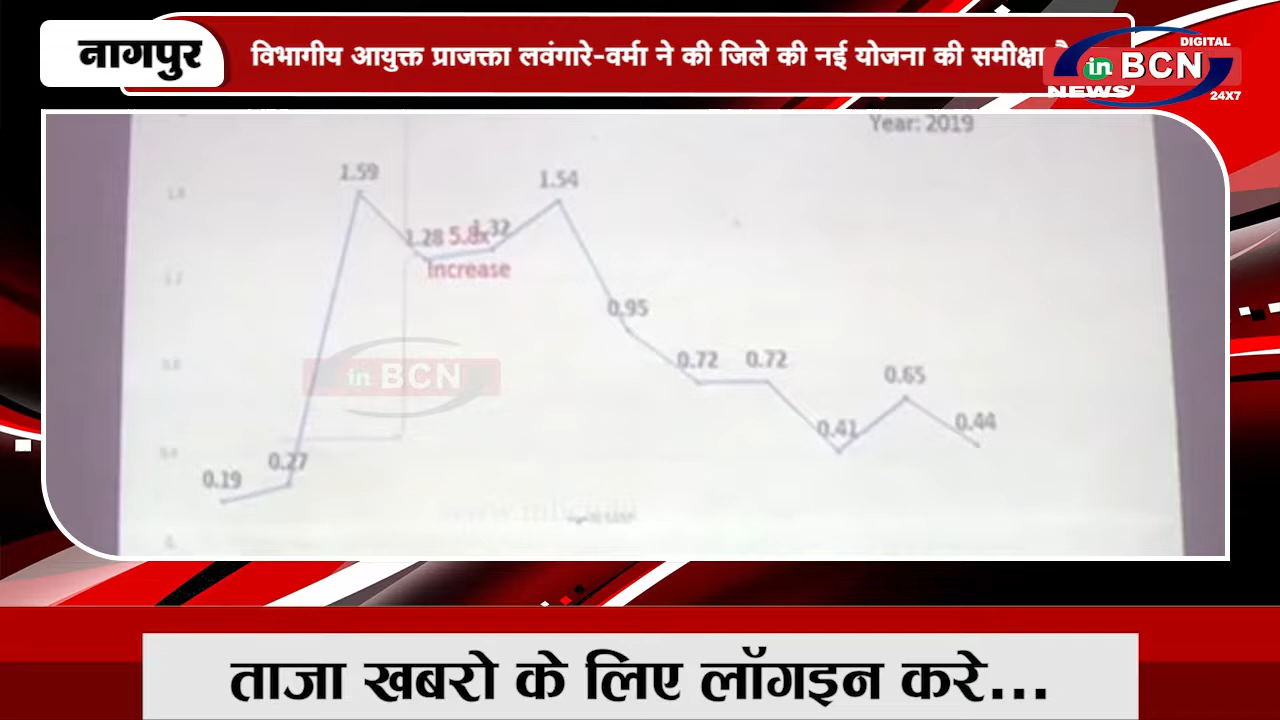 नागपुर
विभागीय आयुक्त प्राजक्ता लवंगारे-वर्मा ने की जिले की नई योजना की समीक्षा
DIGITAL
in BCN
NEWS
24X7
Year: 2019
1.59
1.54
1.28 5.8x 1.32
Increase
0.95
0.72 0.72
0.65
0.41
0.44
0.27
0.19
in BCN
ताजा खबरो के लिए लॉगइन करे...